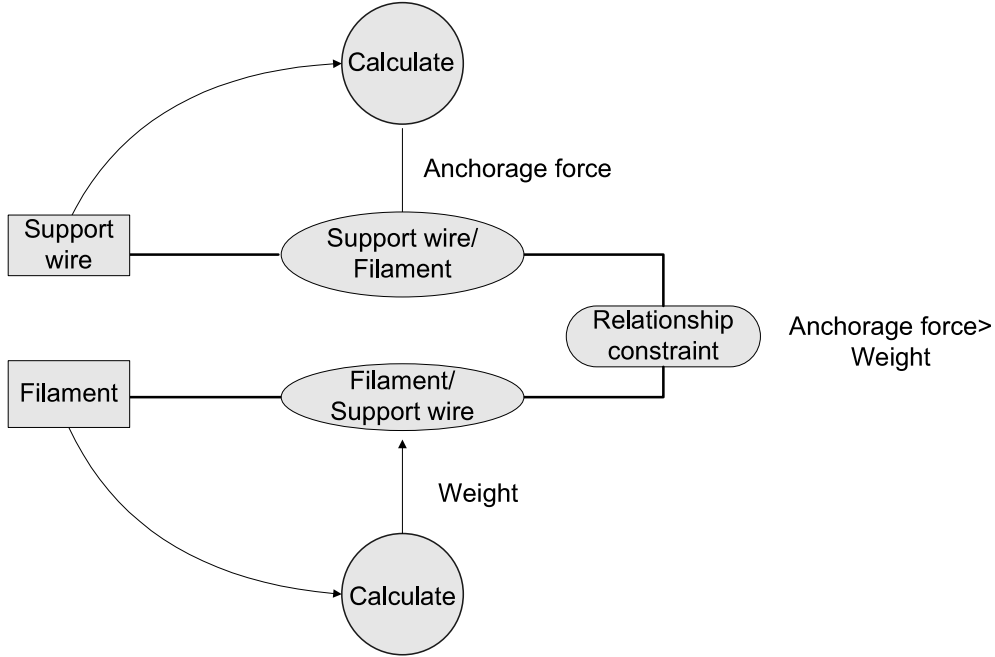 Calculate
Anchorage force
Support
wire
Support wire/
Filament
Relationship
constraint
Anchorage force>
Weight
Filament
Filament/
Support wire
Weight
Calculate